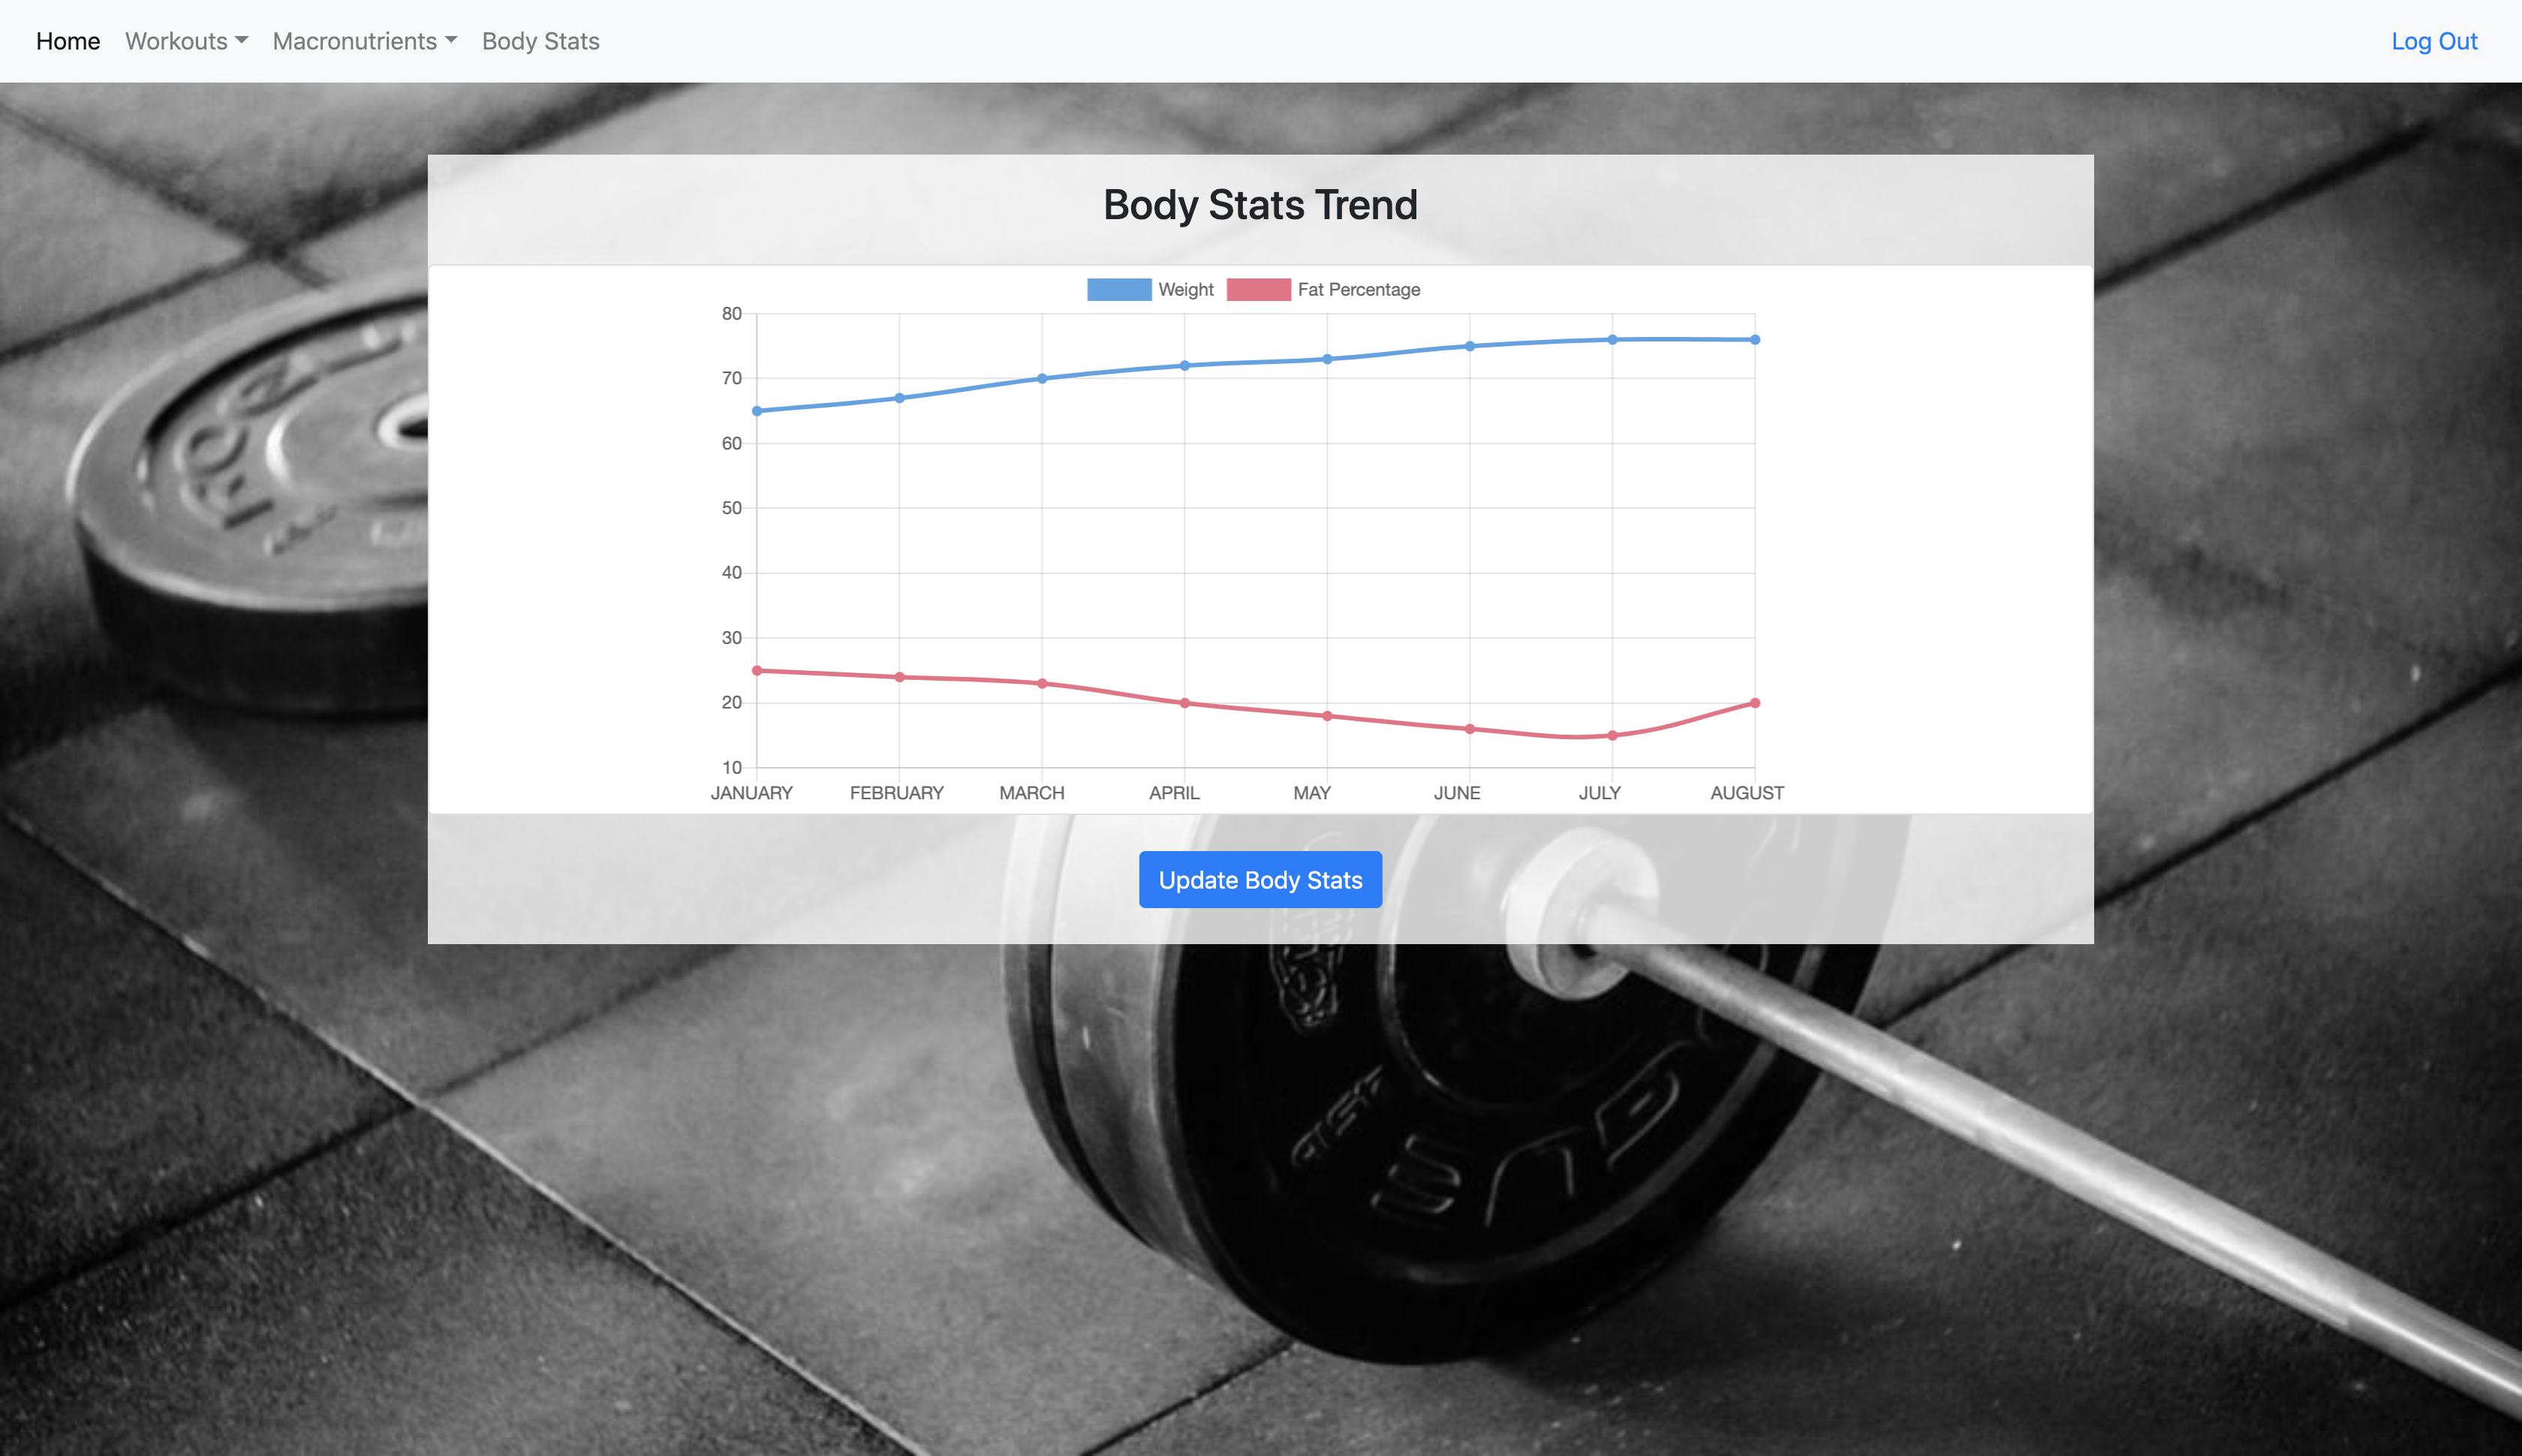 Home Workouts Macronutrients Body Stats Log Out
Body Stats Trend
Weight Fat Percentage
80
70
60
50
40
30
20
10
JANUARY FEBRUARY MARCH APRIL MAY JUNE JULY AUGUST
Update Body Stats